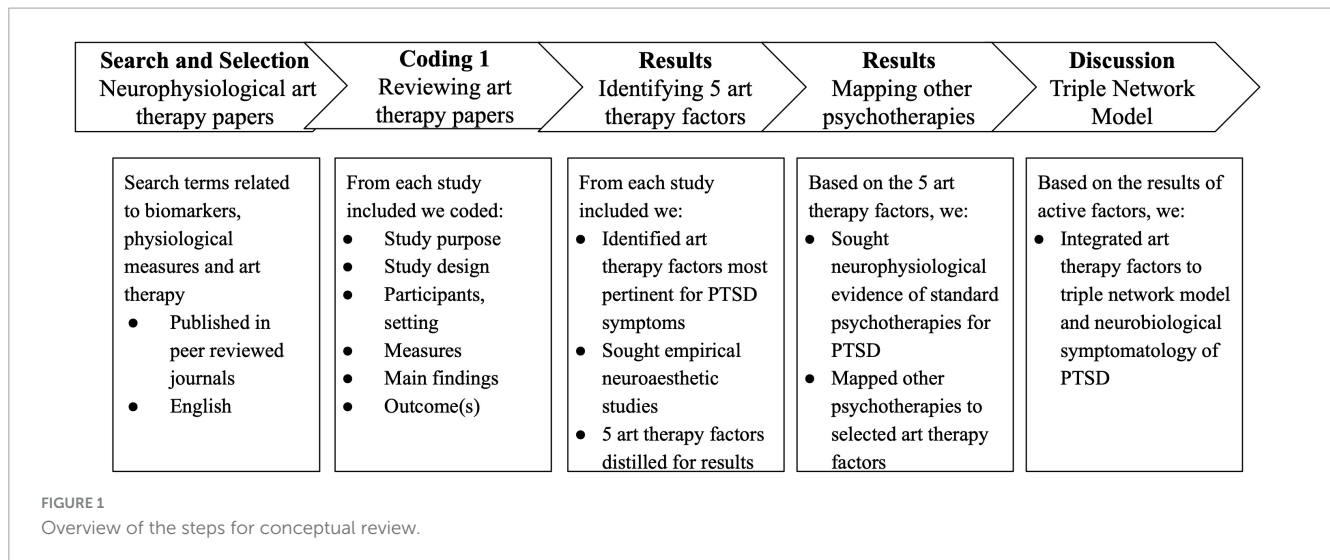 Search and Selection
Neurophysiological art
therapy papers
Coding 1
Reviewing art
therapy papers
Results
Identifying 5 art
therapy factors
Results
Mapping other
psychotherapies
Discussion
Triple Network
Model
Search terms related
to biomarkers,
physiological
measures and art
therapy
● Published in
peer reviewed
journals
● English
From each study
included we coded:
● Study purpose
● Study design
● Participants,
setting
● Measures
● Main findings
● Outcome(s)
From each study
included we:
● Identified art
therapy factors most
pertinent for PTSD
symptoms
● Sought empirical
neuroaesthetic
studies
● 5 art therapy factors
distilled for results
Based on the 5 art
therapy factors, we:
● Sought
neurophysiological
evidence of standard
psychotherapies for
PTSD
● Mapped other
psychotherapies to
selected art therapy
factors
Based on the results of
active factors, we:
● Integrated art
therapy factors to
triple network model
and neurobiological
symptomatology of
PTSD
FIGURE 1
Overview of the steps for conceptual review.